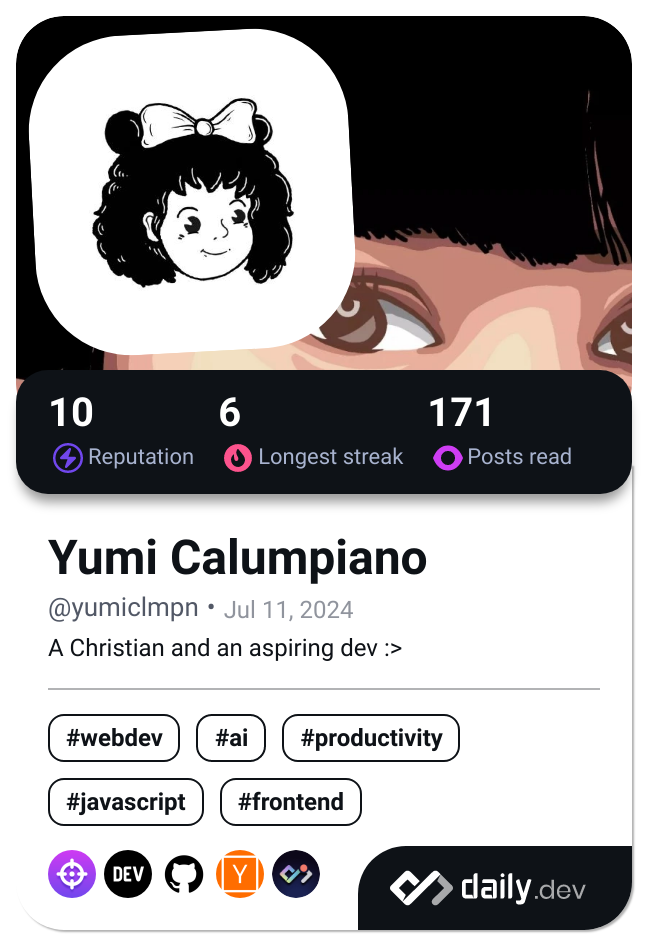 10 6 171
Reputation Longest streak Posts read
Yumi Calumpiano
@yumiclmpn • Jul 11, 2024
A Christian and an aspiring dev :>
#webdev #ai #productivity
#javascript #frontend
DEV Y daily.dev